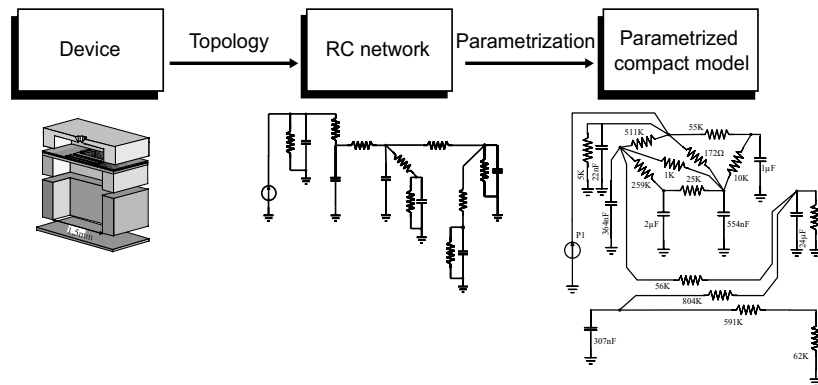 Device
Topology
RC network
Parametrization
Parametrized
compact model
1,5mm
5K
22nF
511K
55K
172Ω
10K
1µF
1K
259K
25K
364nF
2µF
554nF
24µF
P1
56K
804K
591K
307nF
62K